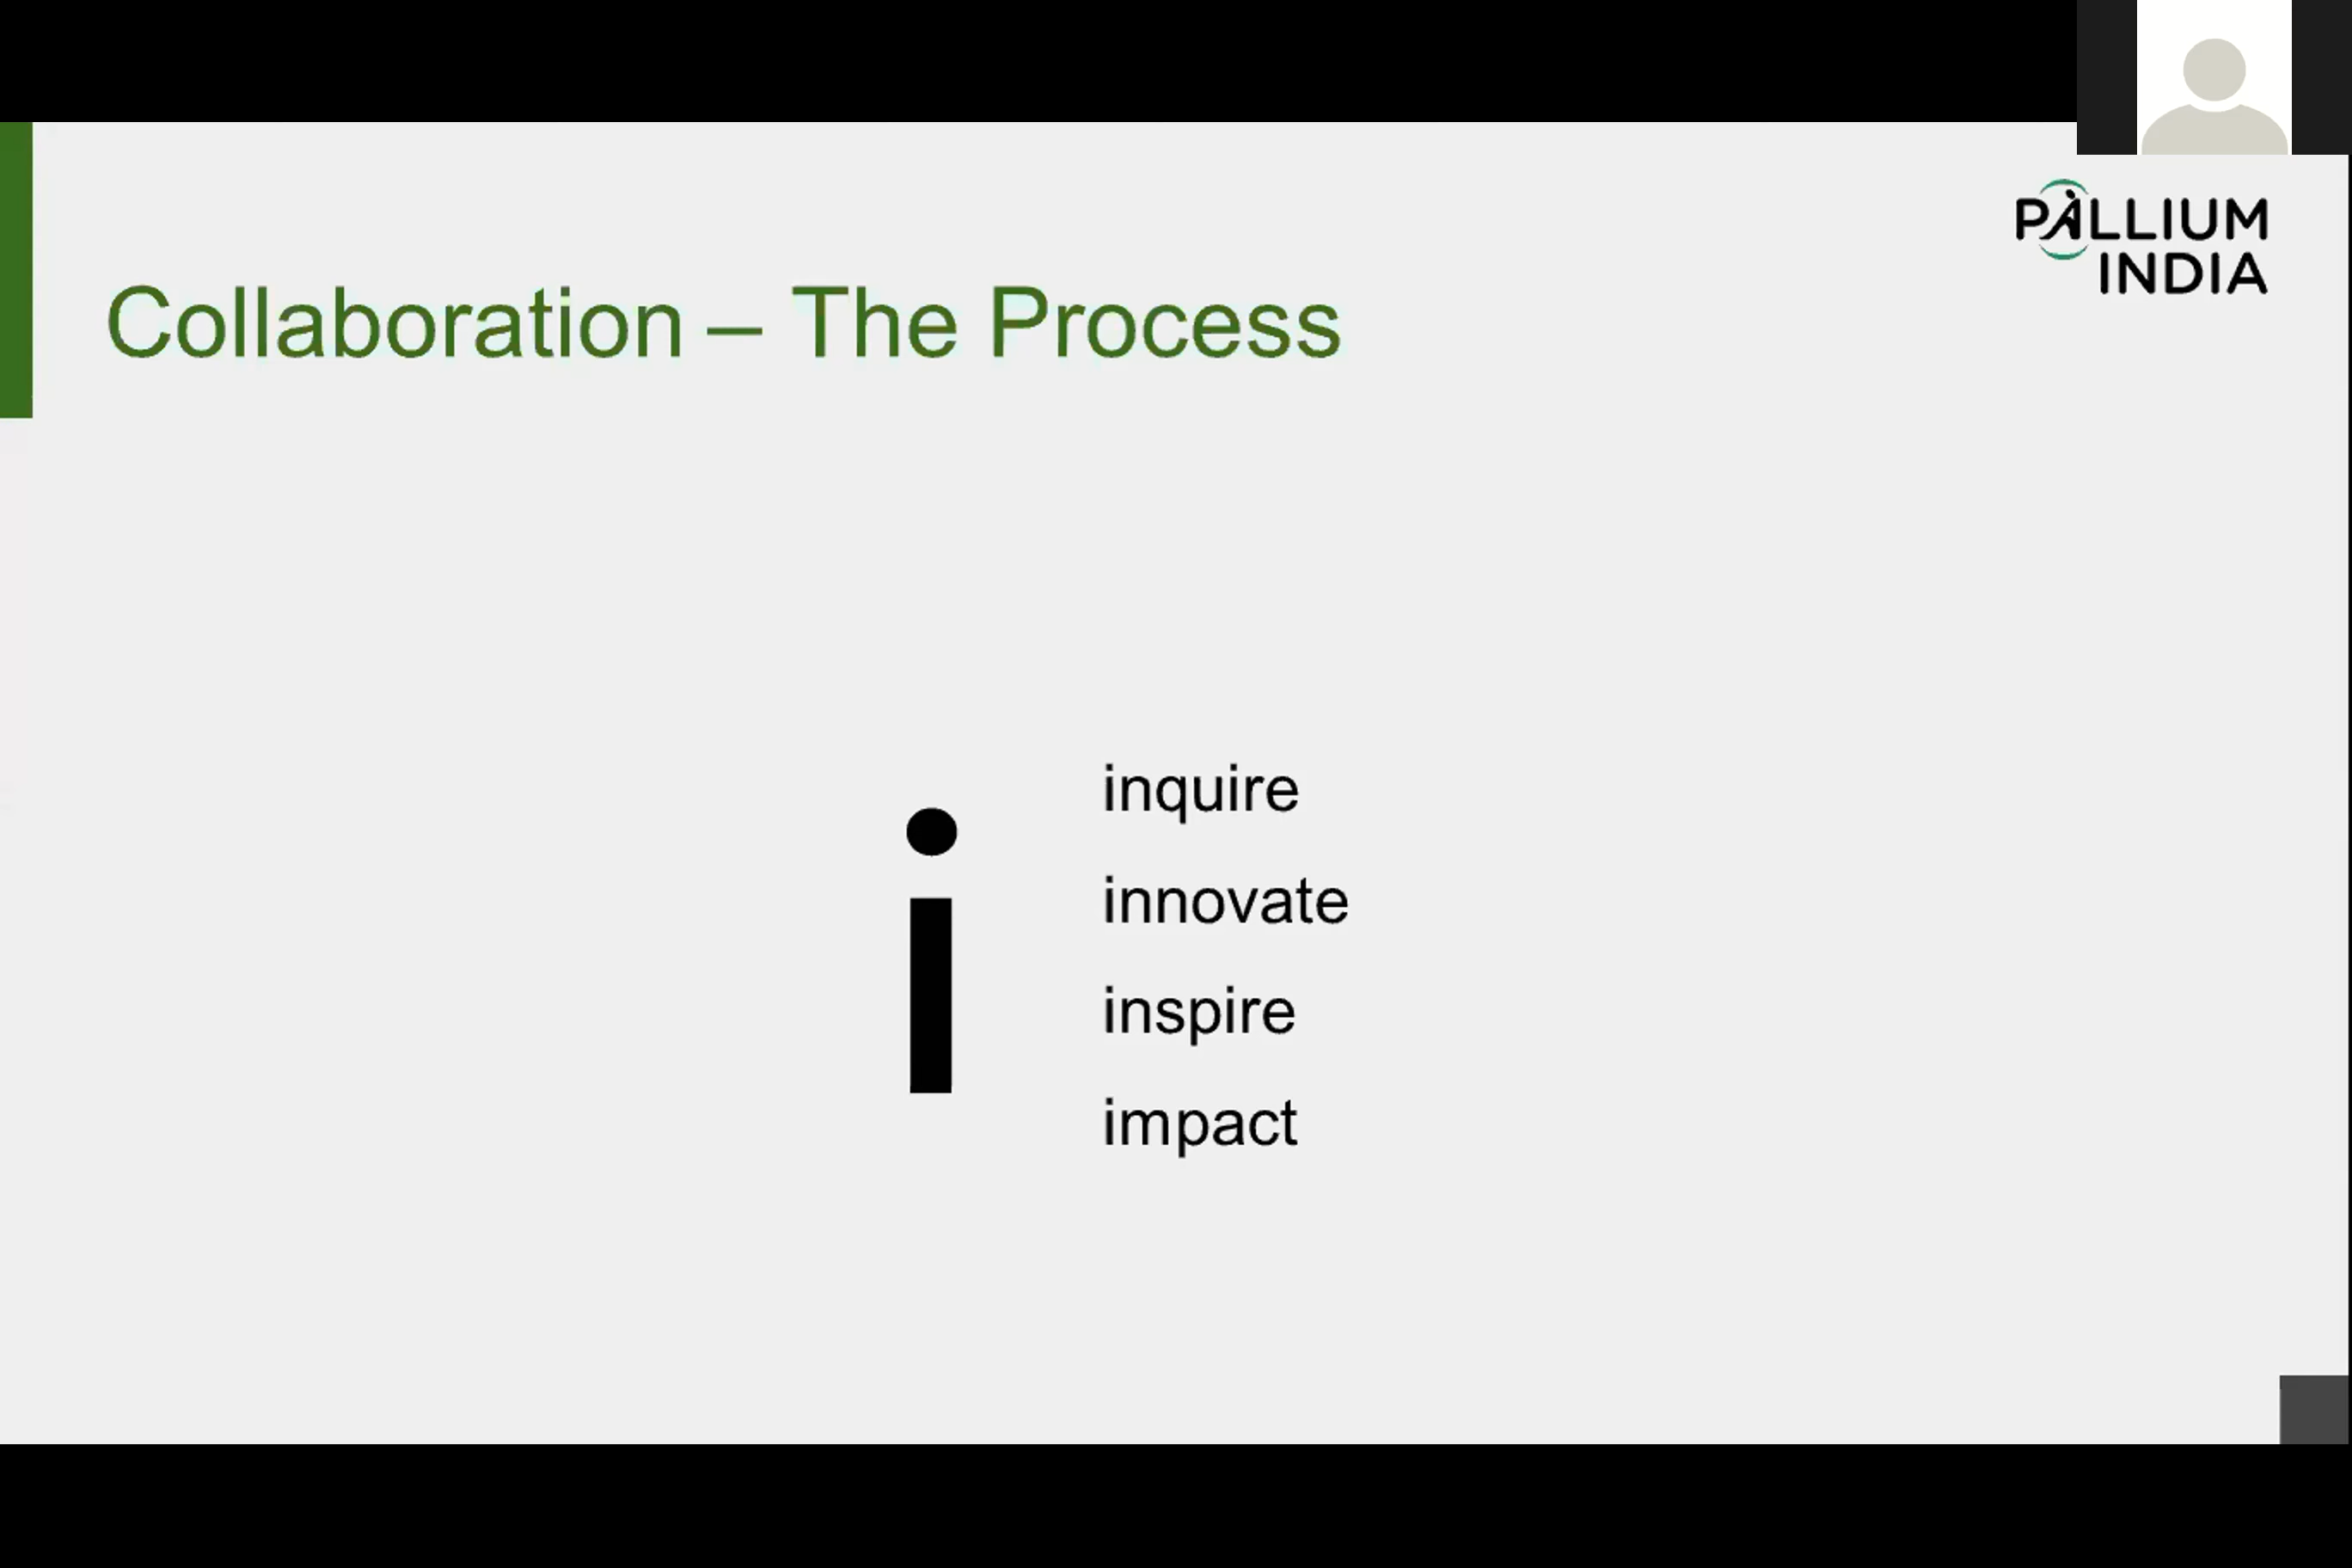 PALLIUM
INDIA
Collaboration – The Process
i
inquire
innovate
inspire
impact